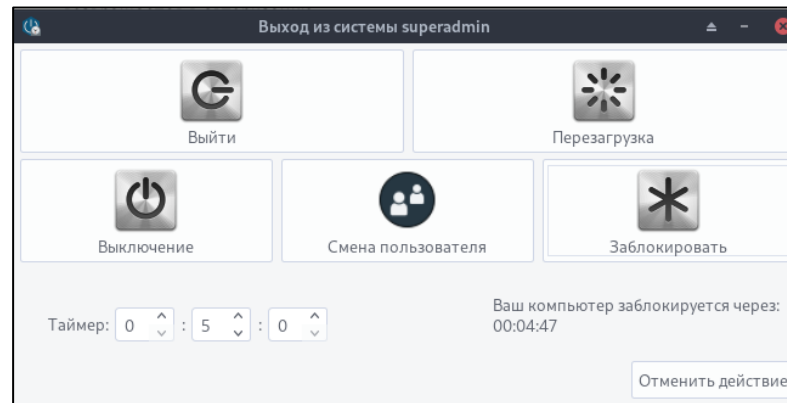 Выход из системы superadmin
Выйти
Перезагрузка
Выключение
Смена пользователя
Заблокировать
Таймер: 0 : 5 : 0
Ваш компьютер заблокируется через:
00:04:47
Отменить действие